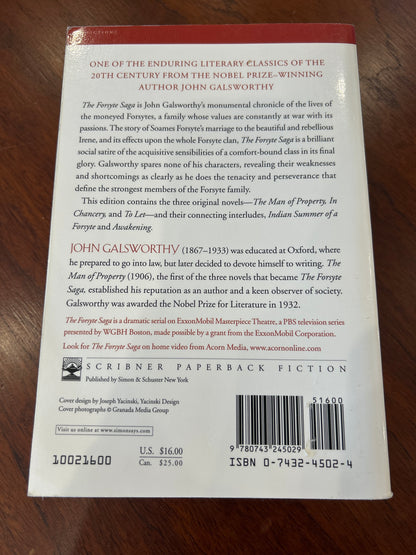 ONE OF THE ENDURING LITERARY CLASSICS OF THE
20TH CENTURY FROM THE NOBEL PRIZE–WINNING
AUTHOR JOHN GALSWORTHY
The Forsyte Saga is John Galsworthy's monumental chronicle of the lives of
the moneyed Forsytes, a family whose values are constantly at war with its
passions. The story of Soames Forsyte's marriage to the beautiful and rebellious
Irene, and its effects upon the whole Forsyte clan, The Forsyte Saga is a brilliant
social satire of the acquisitive sensibilities of a comfort-bound class in its final
glory. Galsworthy spares none of his characters, revealing their weaknesses
and shortcomings as clearly as he does the tenacity and perseverance that
define the strongest members of the Forsyte family.
This edition contains the three original novels—The Man of Property, In
Chancery, and To Let—and their connecting interludes, Indian Summer of a
Forsyte and Awakening.
JOHN GALSWORTHY (1867–1933) was educated at Oxford, where
he prepared to go into law, but later decided to devote himself to writing. The
Man of Property (1906), the first of the three novels that became The Forsyte
Saga, established his reputation as an author and a keen observer of society.
Galsworthy was awarded the Nobel Prize for Literature in 1932.
The Forsyte Saga is a dramatic serial on ExxonMobil Masterpiece Theatre, a PBS television series
presented by WGBH Boston, made possible by a grant from the ExxonMobil Corporation.
Look for The Forsyte Saga on home video from Acorn Media, www.acornonline.com
SCRIBNER PAPERBACK FICTION
Published by Simon & Schuster New York
Cover design by Joseph Yacinski, Yacinski Design
Cover photographs © Granada Media Group
Visit us online at www.simonsays.com
10021600
U.S. $16.00
Can. $25.00
51600
9 780743 245029
ISBN 0-7432-4502-4